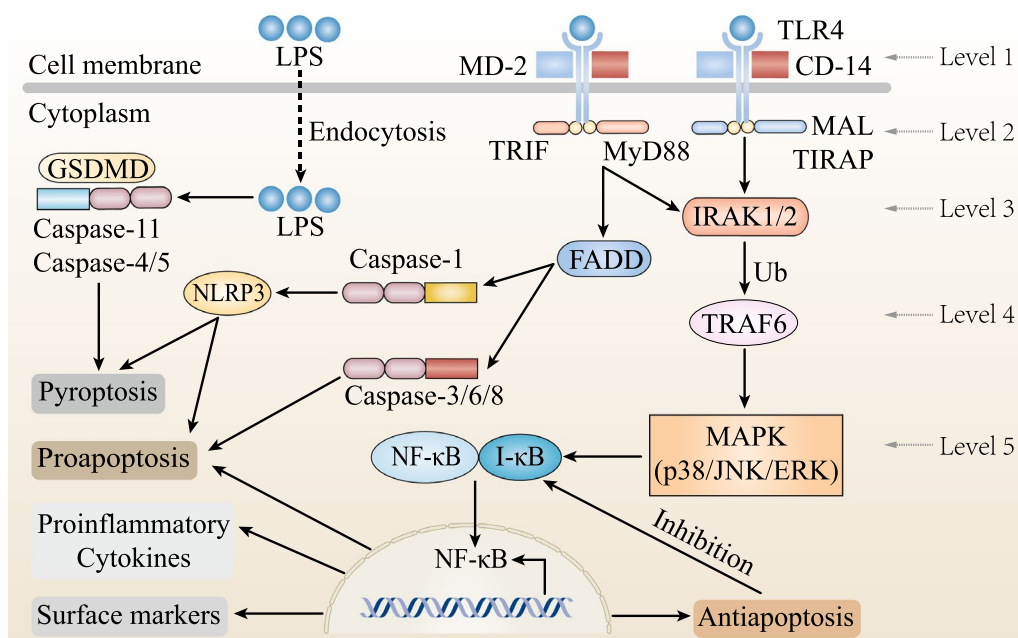 LPS
TLR4
MD-2
CD-14
Level 1
Cell membrane
Cytoplasm
Endocytosis
TRIF
MyD88
MAL
TIRAP
Level 2
GSDMD
LPS
Caspase-11
Caspase-4/5
IRAK1/2
Level 3
FADD
Ub
Caspase-1
NLRP3
TRAF6
Level 4
Pyroptosis
Caspase-3/6/8
Proapoptosis
NF-κB
I-κB
MAPK
(p38/JNK/ERK)
Level 5
Proinflammatory
Cytokines
NF-κB
Inhibition
Surface markers
Antiapoptosis